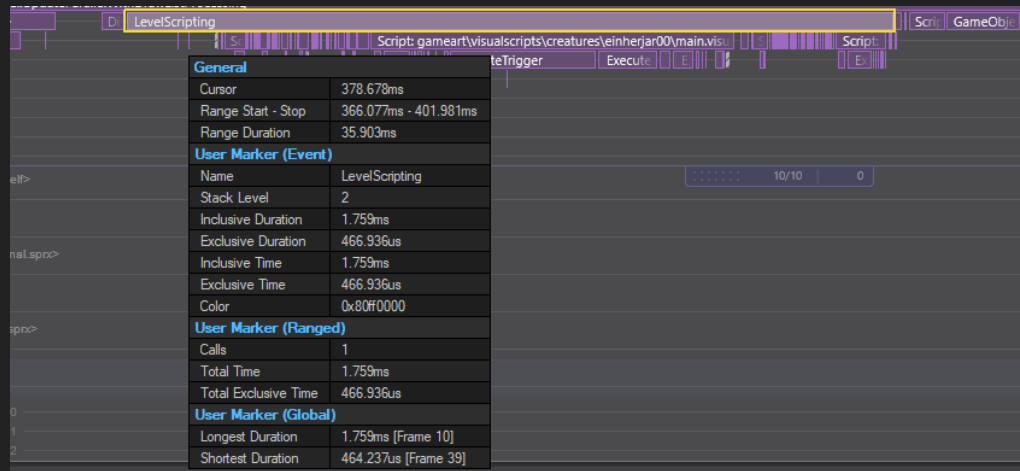 LevelScripting
Scrip
GameObje
Script: gameart\visualscripts\creatures\einherjar00\main.visu
Script:
teTrigger
Execute
E
Ex
General
Cursor 378.678ms
Range Start - Stop 366.077ms - 401.981ms
Range Duration 35.903ms
User Marker (Event)
Name LevelScripting
Stack Level 2
Inclusive Duration 1.759ms
Exclusive Duration 466.936us
Inclusive Time 1.759ms
Exclusive Time 466.936us
Color 0x80ff0000
User Marker (Ranged)
Calls 1
Total Time 1.759ms
Total Exclusive Time 466.936us
User Marker (Global)
Longest Duration 1.759ms [Frame 10]
Shortest Duration 464.237us [Frame 39]
elf>
10/10 0
nal.sprx>
sprx>
0
1
2